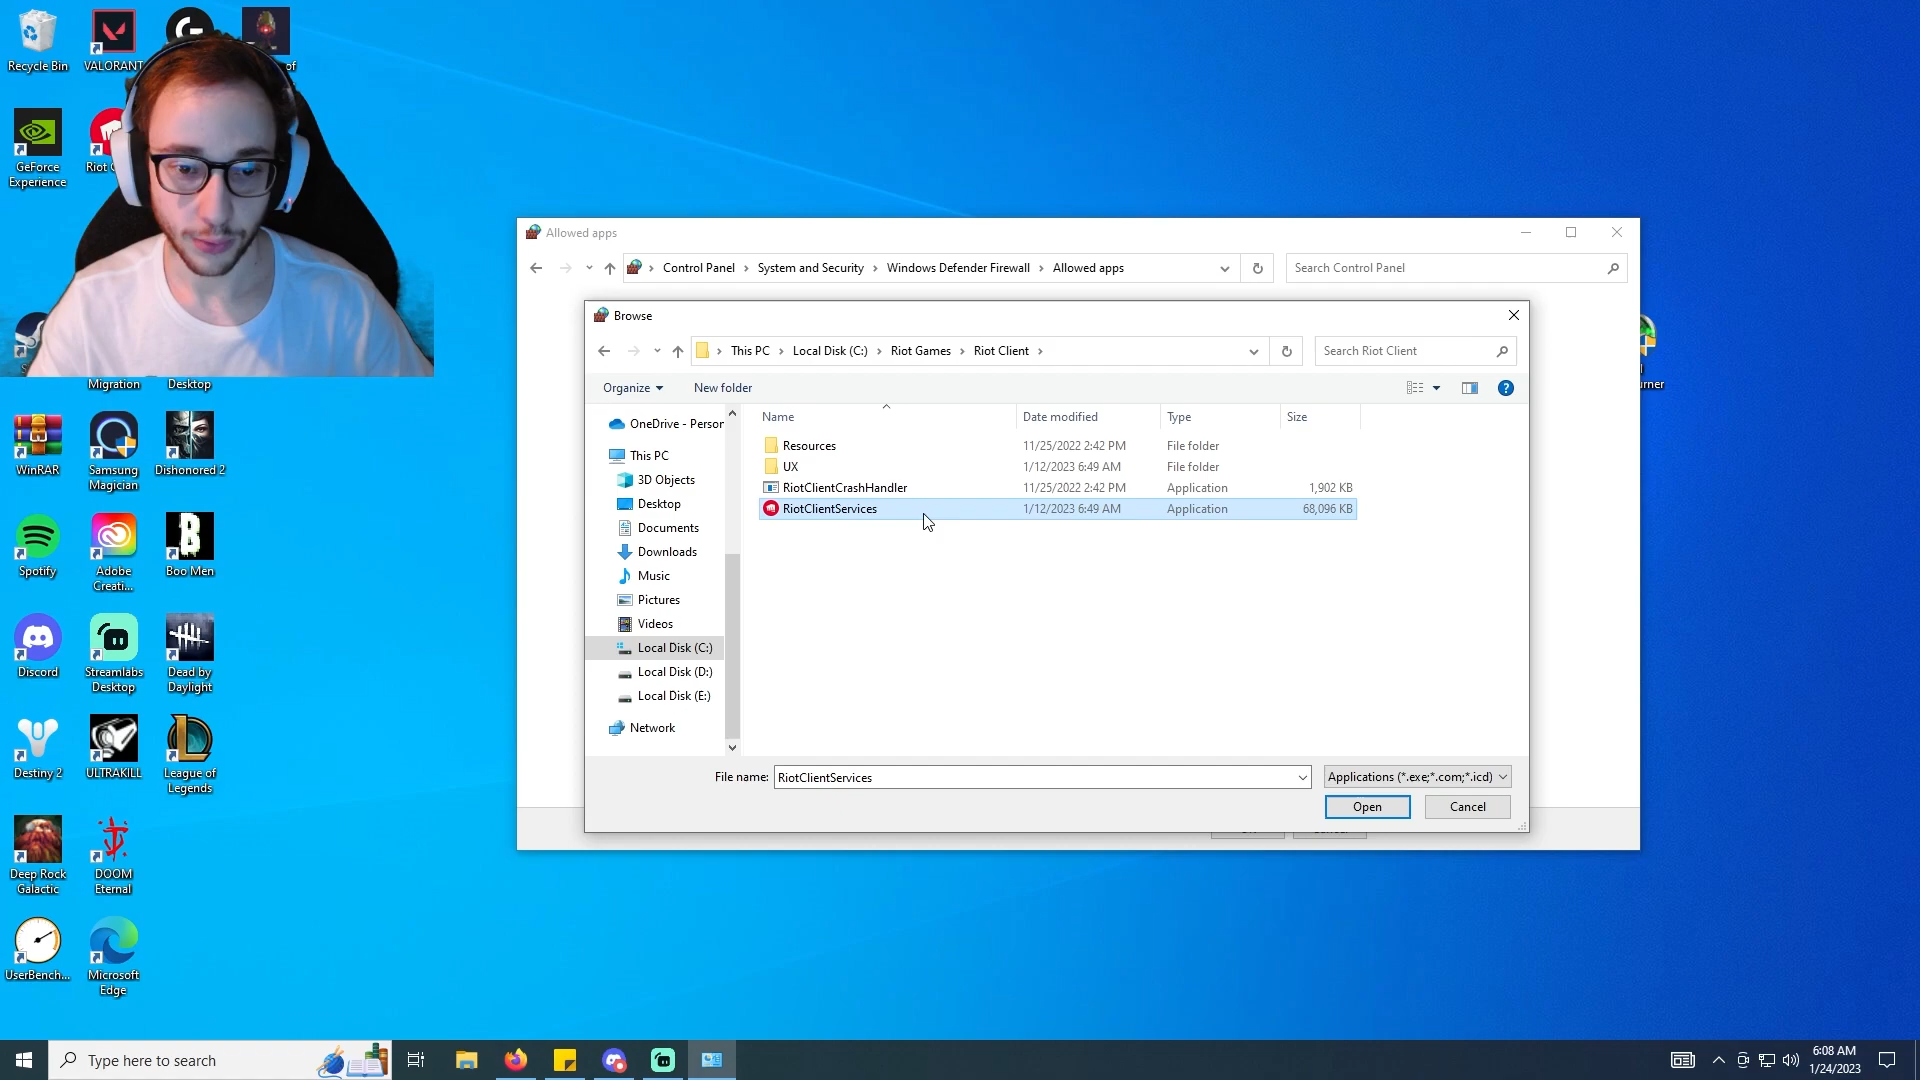 Recycle Bin
VALORANT
of
GeForce
Experience
Riot
Migration
Desktop
WinRAR
Samsung
Magician
Dishonored 2
Spotify
Adobe
Creati...
Boo Men
Discord
Streamlabs
Desktop
Dead by
Daylight
Destiny 2
ULTRAKILL
League of
Legends
Deep Rock
Galactic
DOOM
Eternal
UserBench...
Microsoft
Edge
Allowed apps
Control Panel
System and Security
Windows Defender Firewall
Allowed apps
Search Control Panel
Browse
This PC
Local Disk (C:)
Riot Games
Riot Client
Search Riot Client
Organize
New folder
OneDrive - Person
This PC
3D Objects
Desktop
Documents
Downloads
Music
Pictures
Videos
Local Disk (C:)
Local Disk (D:)
Local Disk (E:)
Network
Name Date modified Type Size
Resources 11/25/2022 2:42 PM File folder
UX 1/12/2023 6:49 AM File folder
RiotClientCrashHandler 11/25/2022 2:42 PM Application 1,902 KB
RiotClientServices 1/12/2023 6:49 AM Application 68,096 KB
File name: RiotClientServices
Applications (*.exe;*.com;*.icd)
Open
Cancel
urner
Type here to search
6:08 AM
1/24/2023